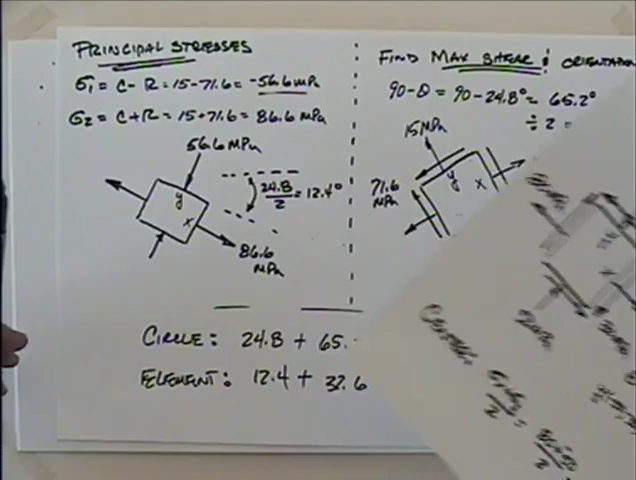 PRINCIPAL STRESSES
σ₁ = C - R = 15 - 71.6 = -56.6 MPa
σ₂ = C + R = 15 + 71.6 = 86.6 MPa
56.6 MPa
24.8/2 = 12.4°
y
x
86.6 MPa
FIND MAX SHEAR & ORIENTATION
90 - θ = 90 - 24.8° = 65.2°
÷ 2 =
15 MPa
71.6 MPa
y
x
CIRCLE: 24.8 + 65.
ELEMENT: 12.4 + 32.6